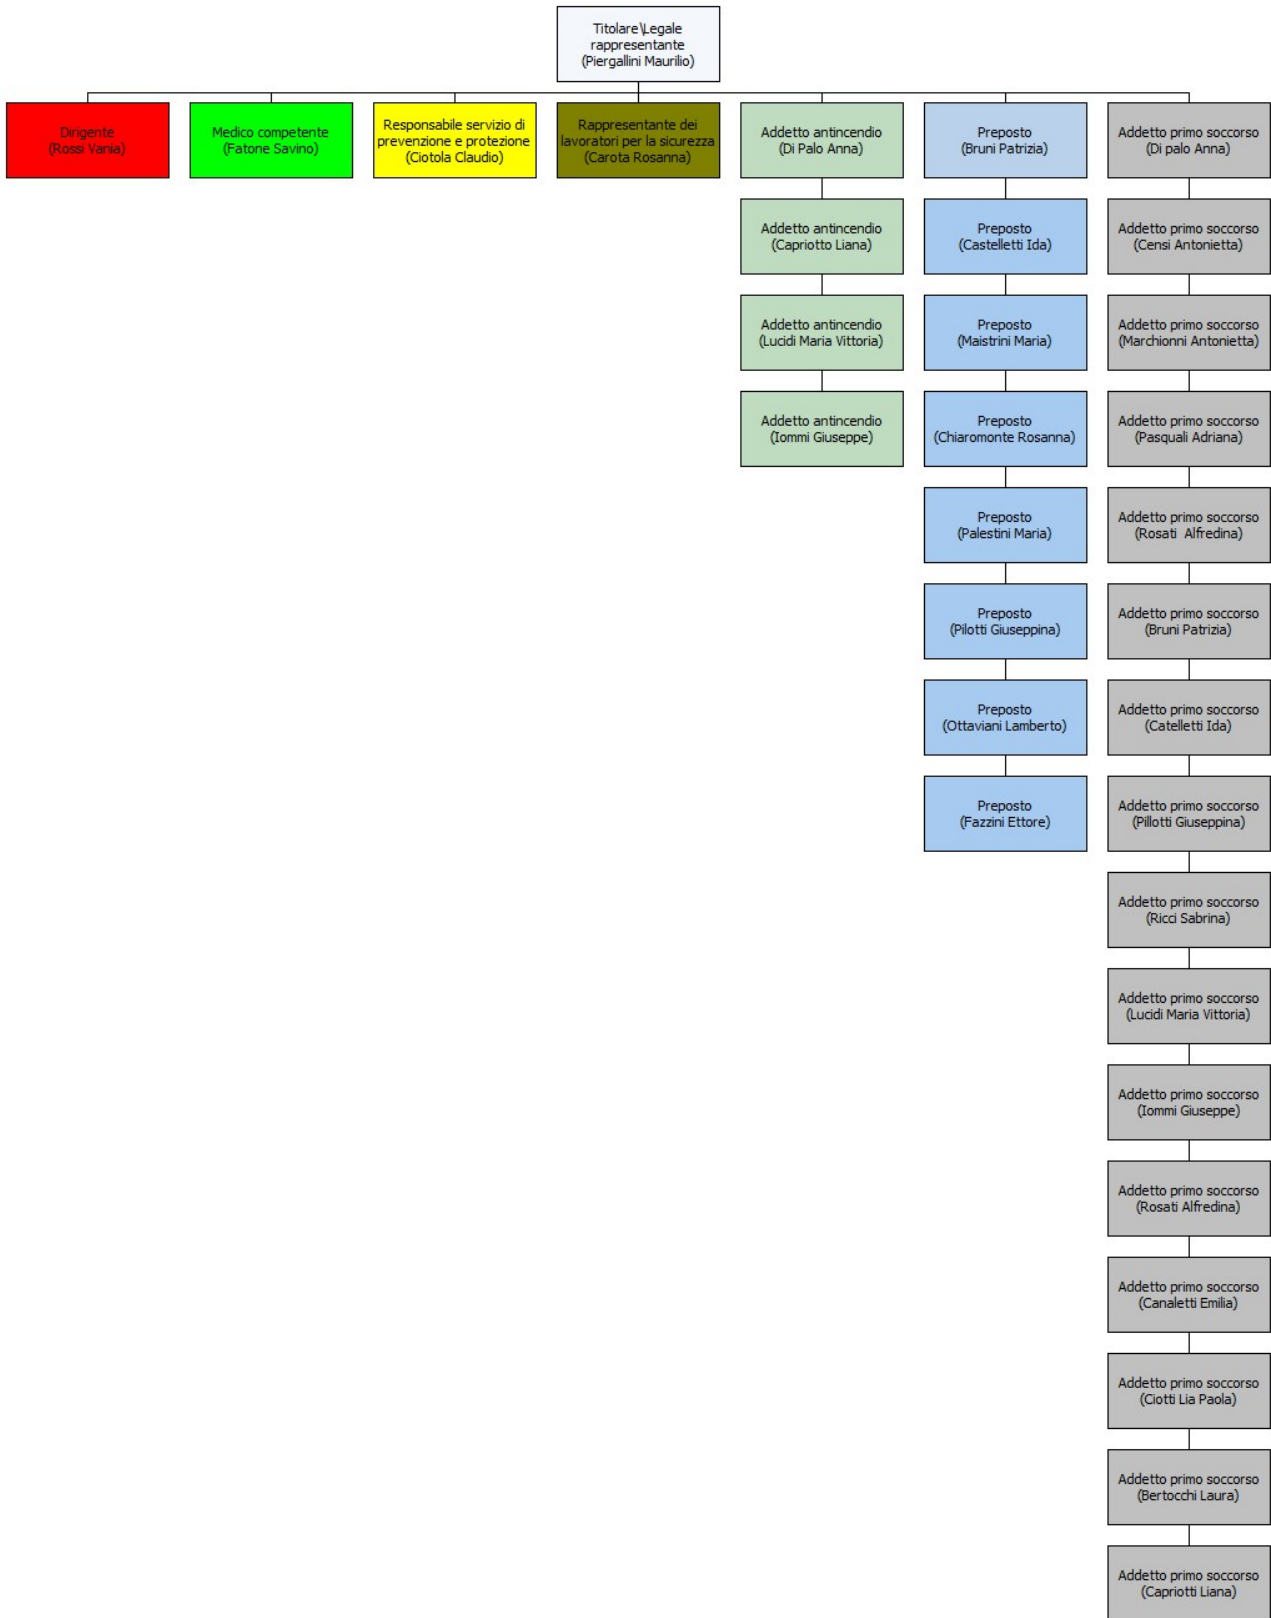 Titolare\Legale
rappresentante
(Piergallini Maurilio)
Dirigente
(Rossi Vania)
Medico competente
(Fatone Savino)
Responsabile servizio di
prevenzione e protezione
(Ciotola Claudio)
Rappresentante dei
lavoratori per la sicurezza
(Carota Rosanna)
Addetto antincendio
(Di Palo Anna)
Preposto
(Bruni Patrizia)
Addetto primo soccorso
(Di palo Anna)
Addetto antincendio
(Capriotto Liana)
Preposto
(Castelletti Ida)
Addetto primo soccorso
(Censi Antonietta)
Addetto antincendio
(Lucidi Maria Vittoria)
Preposto
(Maistrini Maria)
Addetto primo soccorso
(Marchionni Antonietta)
Addetto antincendio
(Iommi Giuseppe)
Preposto
(Chiaromonte Rosanna)
Addetto primo soccorso
(Pasquali Adriana)
Preposto
(Palestini Maria)
Addetto primo soccorso
(Rosati  Alfredina)
Preposto
(Pilotti Giuseppina)
Addetto primo soccorso
(Bruni Patrizia)
Preposto
(Ottaviani Lamberto)
Addetto primo soccorso
(Catelletti Ida)
Preposto
(Fazzini Ettore)
Addetto primo soccorso
(Pillotti Giuseppina)
Addetto primo soccorso
(Ricci Sabrina)
Addetto primo soccorso
(Lucidi Maria Vittoria)
Addetto primo soccorso
(Iommi Giuseppe)
Addetto primo soccorso
(Rosati Alfredina)
Addetto primo soccorso
(Canaletti Emilia)
Addetto primo soccorso
(Ciotti Lia Paola)
Addetto primo soccorso
(Bertocchi Laura)
Addetto primo soccorso
(Capriotti Liana)